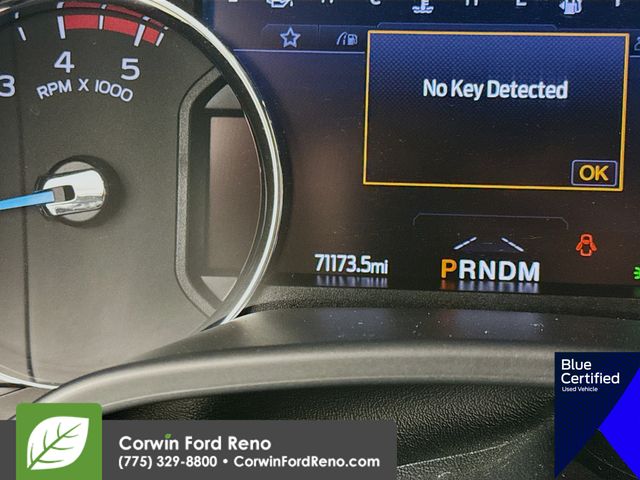 3 4 5
RPM X 1000
No Key Detected
OK
71173.5mi
PRNDM
Blue
Certified
Used Vehicle
Corwin Ford Reno
(775) 329-8800 • CorwinFordReno.com